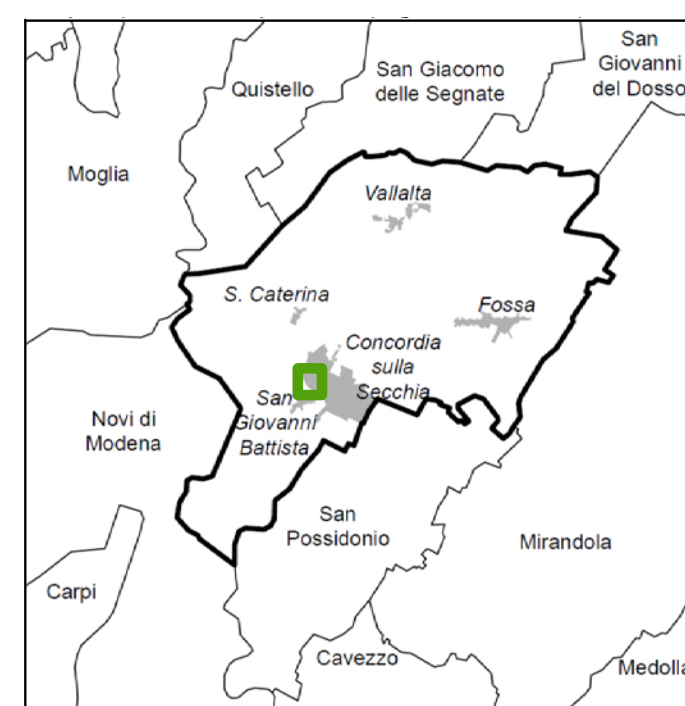 San
Giovanni
del Dosso
San Giacomo
delle Segnate
Quistello
Moglia
Vallalta
S. Caterina
Fossa
Concordia
sulla
Secchia
San
Giovanni
Battista
Novi di
Modena
San
Possidonio
Mirandola
Carpi
Cavezzo
Medolla